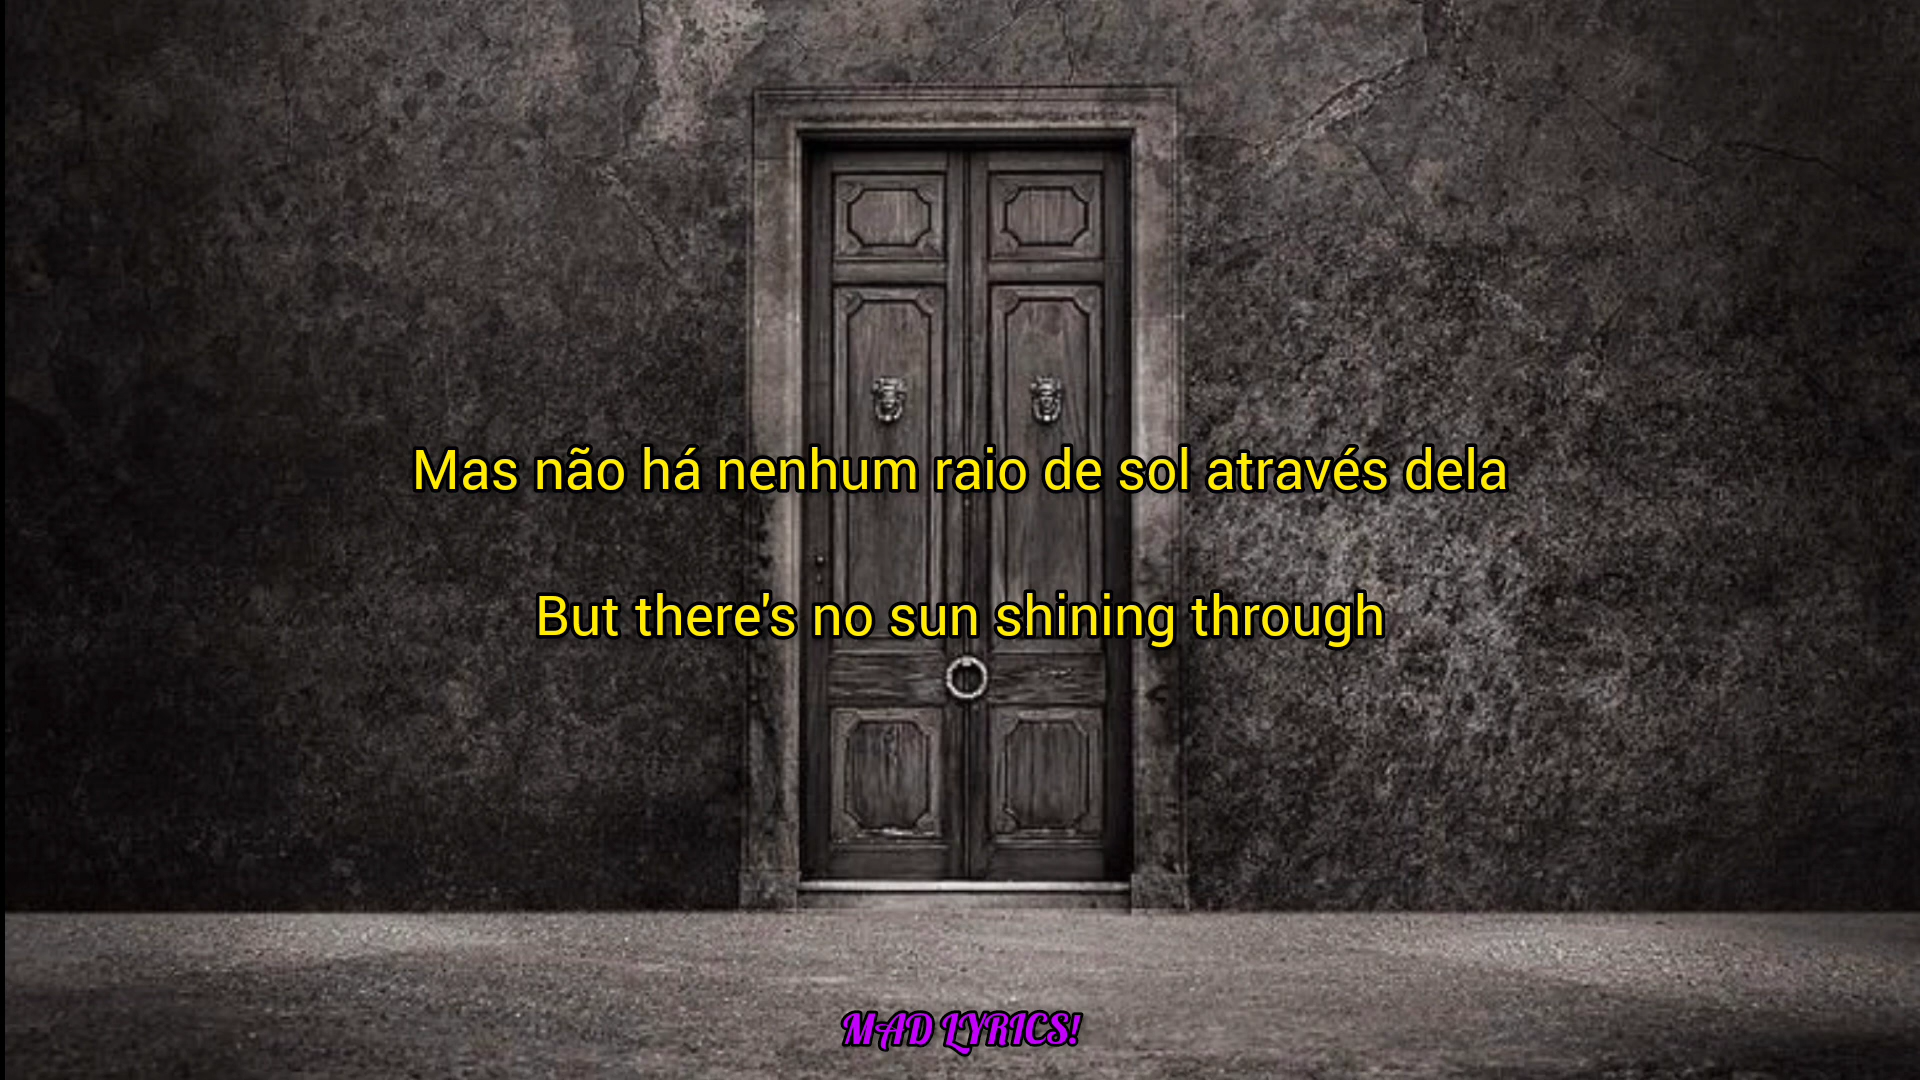 Mas não há nenhum raio de sol através dela
But there's no sun shining through
MAD LYRICS!